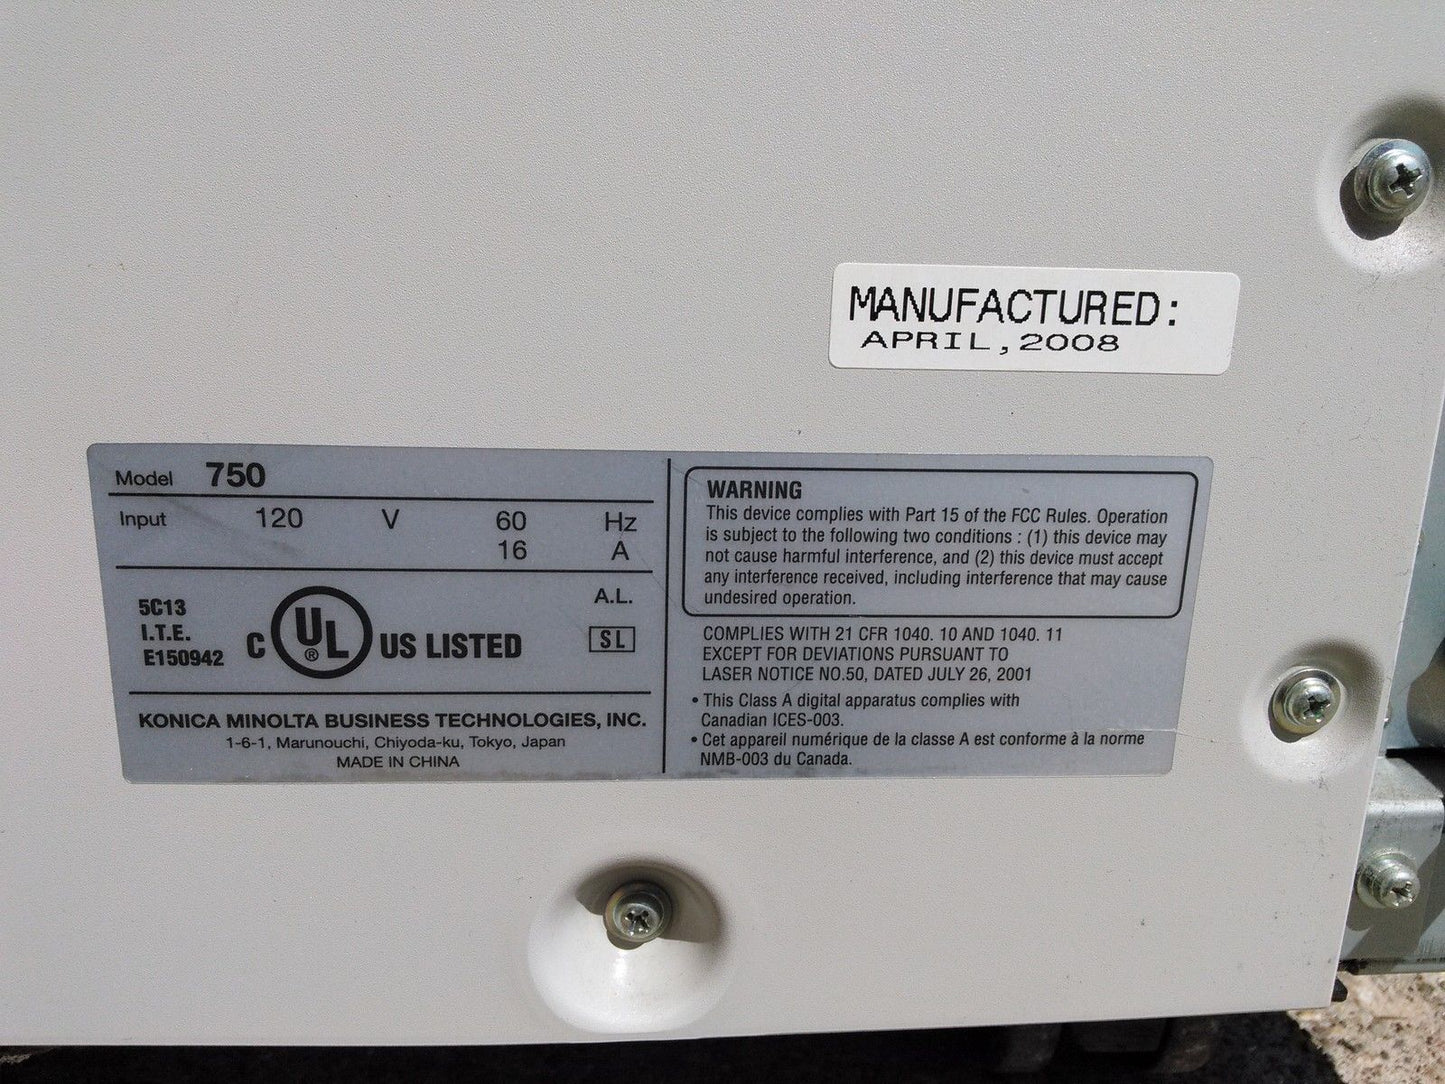 MANUFACTURED:
APRIL,2008
Model 750
Input 120 V 60 Hz
16 A
5C13
I.T.E.
E150942
C UL ® US LISTED
A.L.
SL
KONICA MINOLTA BUSINESS TECHNOLOGIES, INC.
1-6-1, Marunouchi, Chiyoda-ku, Tokyo, Japan
MADE IN CHINA
WARNING
This device complies with Part 15 of the FCC Rules. Operation
is subject to the following two conditions : (1) this device may
not cause harmful interference, and (2) this device must accept
any interference received, including interference that may cause
undesired operation.
COMPLIES WITH 21 CFR 1040. 10 AND 1040. 11
EXCEPT FOR DEVIATIONS PURSUANT TO
LASER NOTICE NO.50, DATED JULY 26, 2001
• This Class A digital apparatus complies with
Canadian ICES-003.
• Cet appareil numérique de la classe A est conforme à la norme
NMB-003 du Canada.